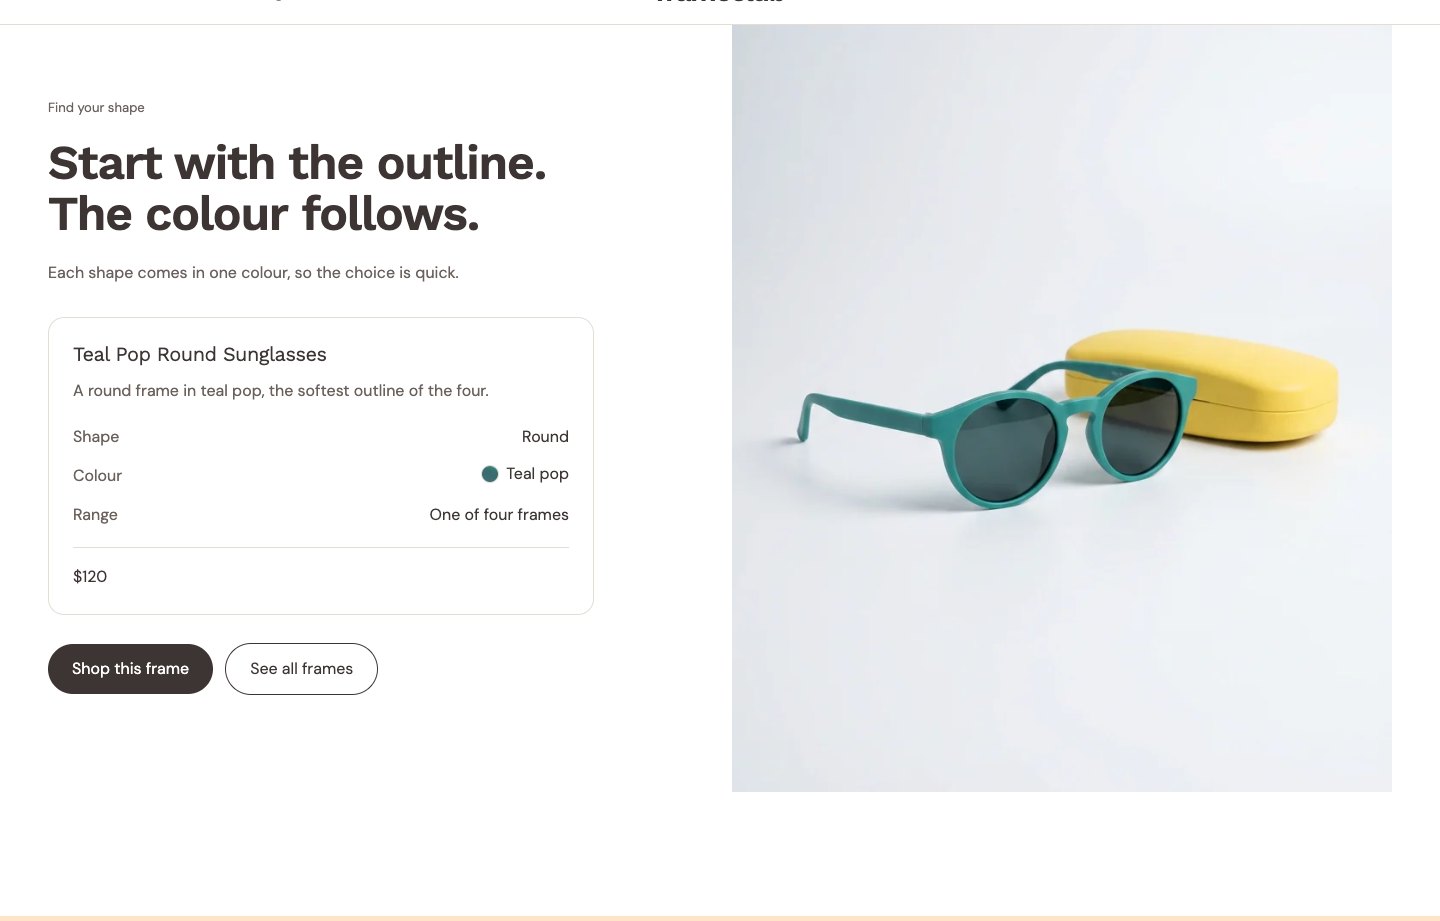 Find your shape
Start with the outline.
The colour follows.
Each shape comes in one colour, so the choice is quick.
Teal Pop Round Sunglasses
A round frame in teal pop, the softest outline of the four.
Shape Round
Colour Teal pop
Range One of four frames
$120
Shop this frame See all frames